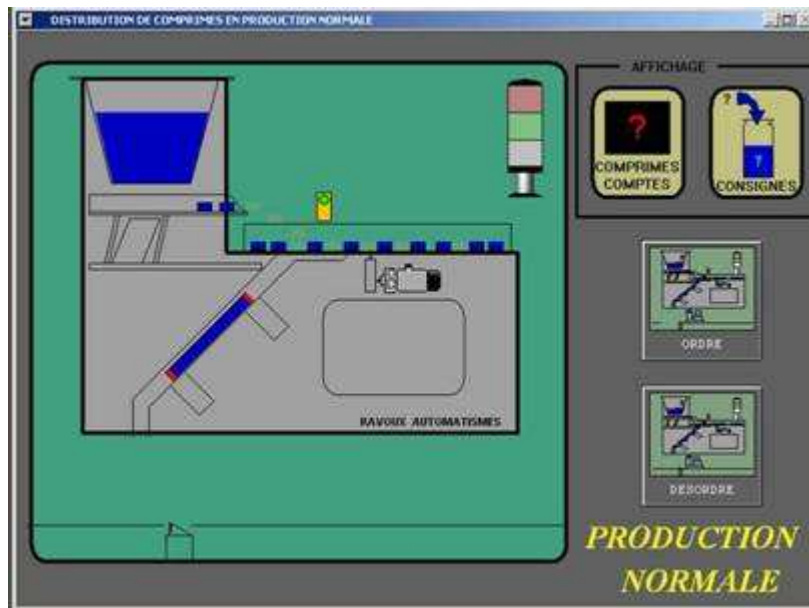 DISTRIBUTION DE COMPRIMES EN PRODUCTION NORMALE
AFFICHAGE
?
COMPRIMES
COMPTES
?
?
CONSIGNES
ORDRE
RAVOUX AUTOMATISMES
DESORDRE
PRODUCTION
NORMALE